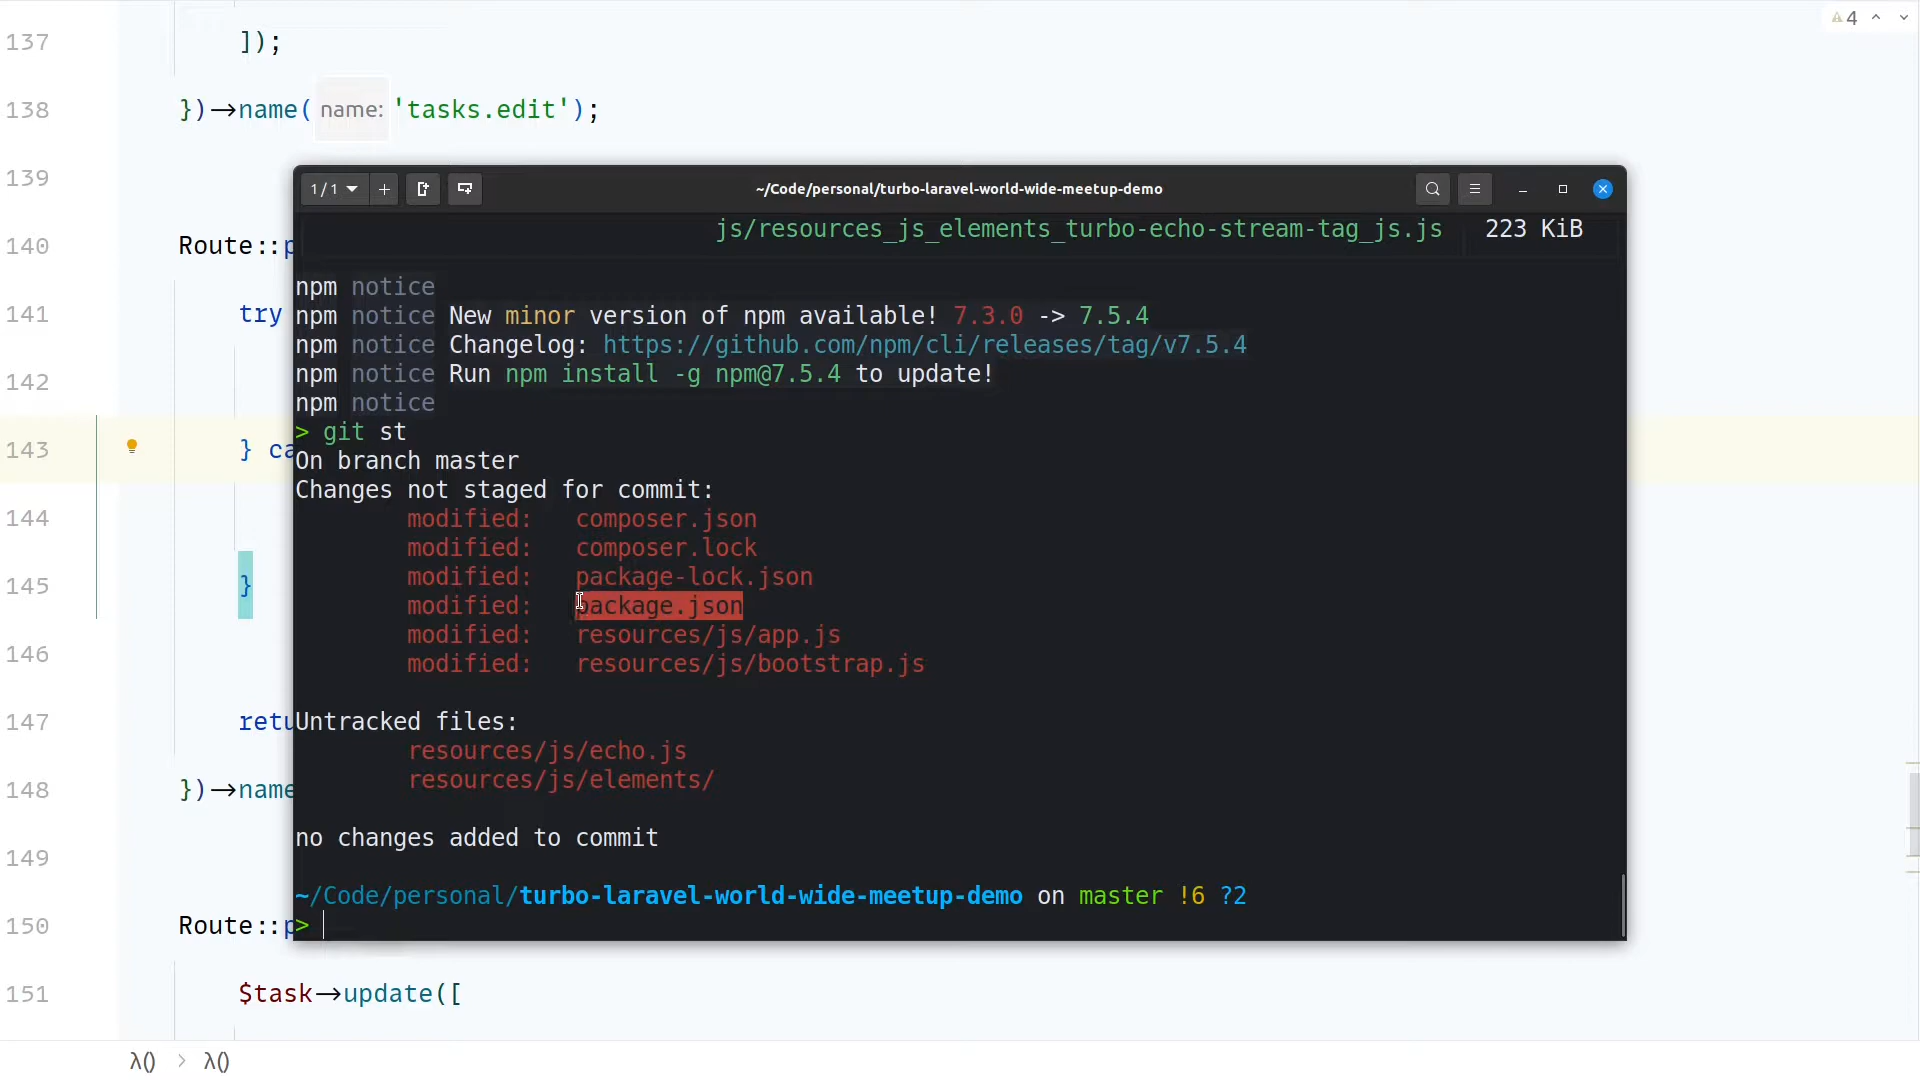 137 ]);
138 })→name( name: 'tasks.edit');
139
140 Route::p
141 try
142
143 } ca
144
145 }
146
147 retu
148 })→name
149
150 Route::p
151 $task→update([
4
1/1
~/Code/personal/turbo-laravel-world-wide-meetup-demo
js/resources_js_elements_turbo-echo-stream-tag_js.js 223 KiB
npm notice
npm notice New minor version of npm available! 7.3.0 -> 7.5.4
npm notice Changelog: https://github.com/npm/cli/releases/tag/v7.5.4
npm notice Run npm install -g npm@7.5.4 to update!
npm notice
> git st
On branch master
Changes not staged for commit:
modified: composer.json
modified: composer.lock
modified: package-lock.json
modified: package.json
modified: resources/js/app.js
modified: resources/js/bootstrap.js
Untracked files:
resources/js/echo.js
resources/js/elements/
no changes added to commit
~/Code/personal/turbo-laravel-world-wide-meetup-demo on master !6 ?2
>
λ() > λ()